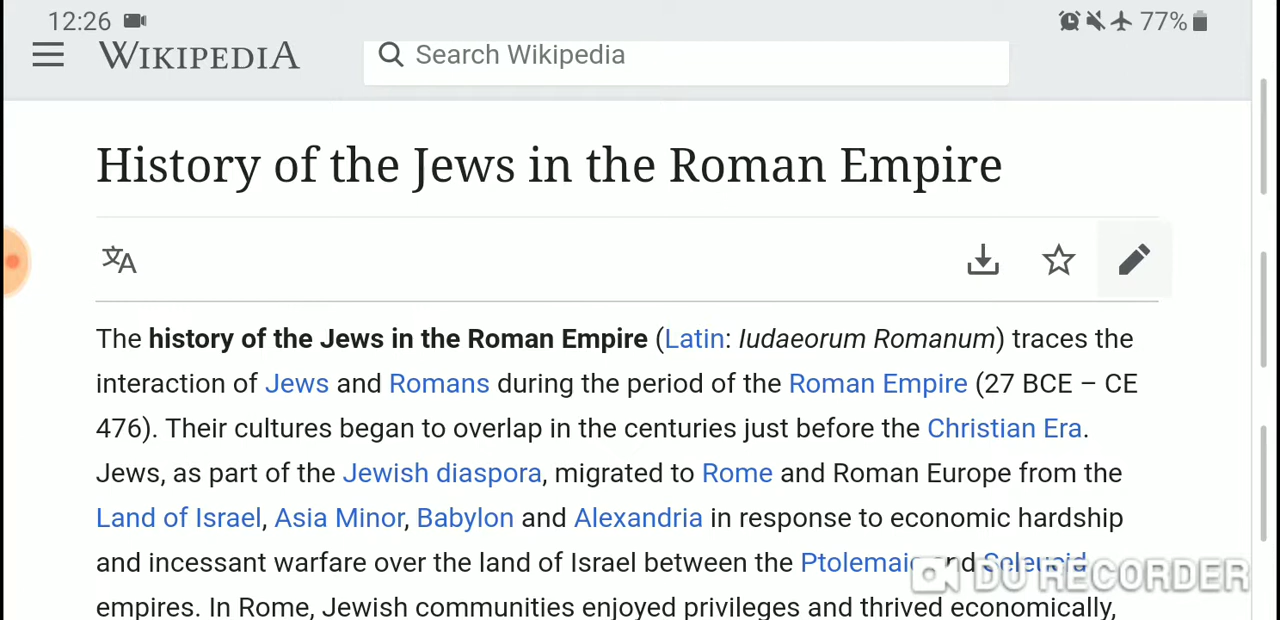 12:26 77%
WIKIPEDIA Search Wikipedia
History of the Jews in the Roman Empire
文A
The history of the Jews in the Roman Empire (Latin: Iudaeorum Romanum) traces the
interaction of Jews and Romans during the period of the Roman Empire (27 BCE – CE
476). Their cultures began to overlap in the centuries just before the Christian Era.
Jews, as part of the Jewish diaspora, migrated to Rome and Roman Europe from the
Land of Israel, Asia Minor, Babylon and Alexandria in response to economic hardship
and incessant warfare over the land of Israel between the Ptolemaic and Seleucid
DU RECORDER
empires. In Rome, Jewish communities enjoyed privileges and thrived economically,